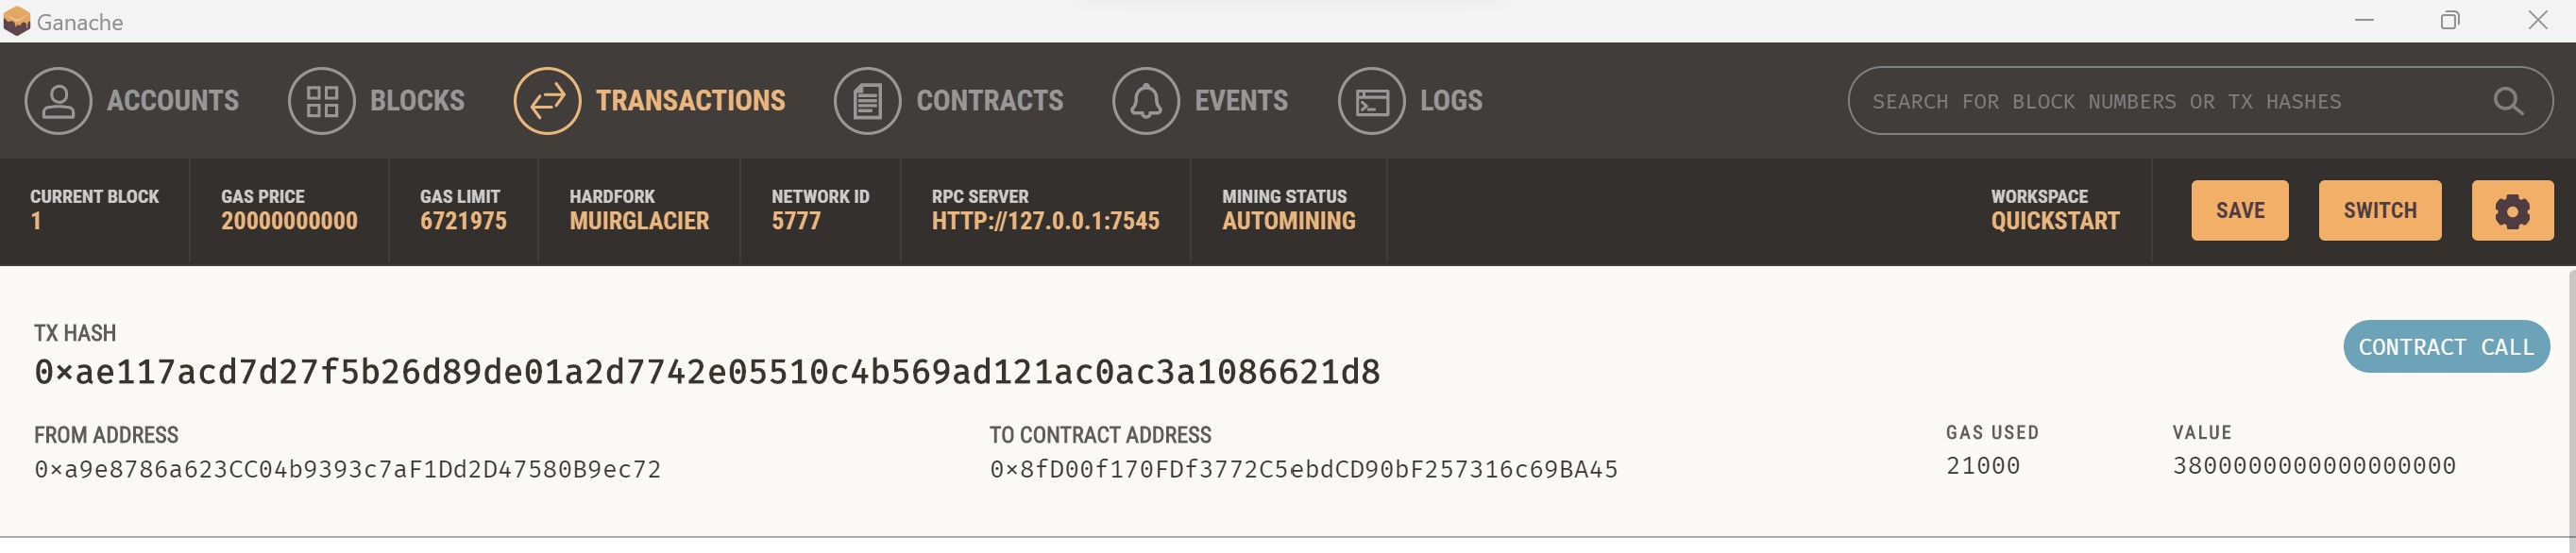 Ganache
ACCOUNTS BLOCKS TRANSACTIONS CONTRACTS EVENTS LOGS SEARCH FOR BLOCK NUMBERS OR TX HASHES
CURRENT BLOCK GAS PRICE GAS LIMIT HARDFORK NETWORK ID RPC SERVER MINING STATUS WORKSPACE
1 20000000000 6721975 MUIRGLACIER 5777 HTTP://127.0.0.1:7545 AUTOMINING QUICKSTART SAVE SWITCH
TX HASH
0×ae117acd7d27f5b26d89de01a2d7742e05510c4b569ad121ac0ac3a1086621d8 CONTRACT CALL
FROM ADDRESS TO CONTRACT ADDRESS GAS USED VALUE
0×a9e8786a623CC04b9393c7aF1Dd2D47580B9ec72 0×8fD00f170FDf3772C5ebdCD90bF257316c69BA45 21000 3800000000000000000